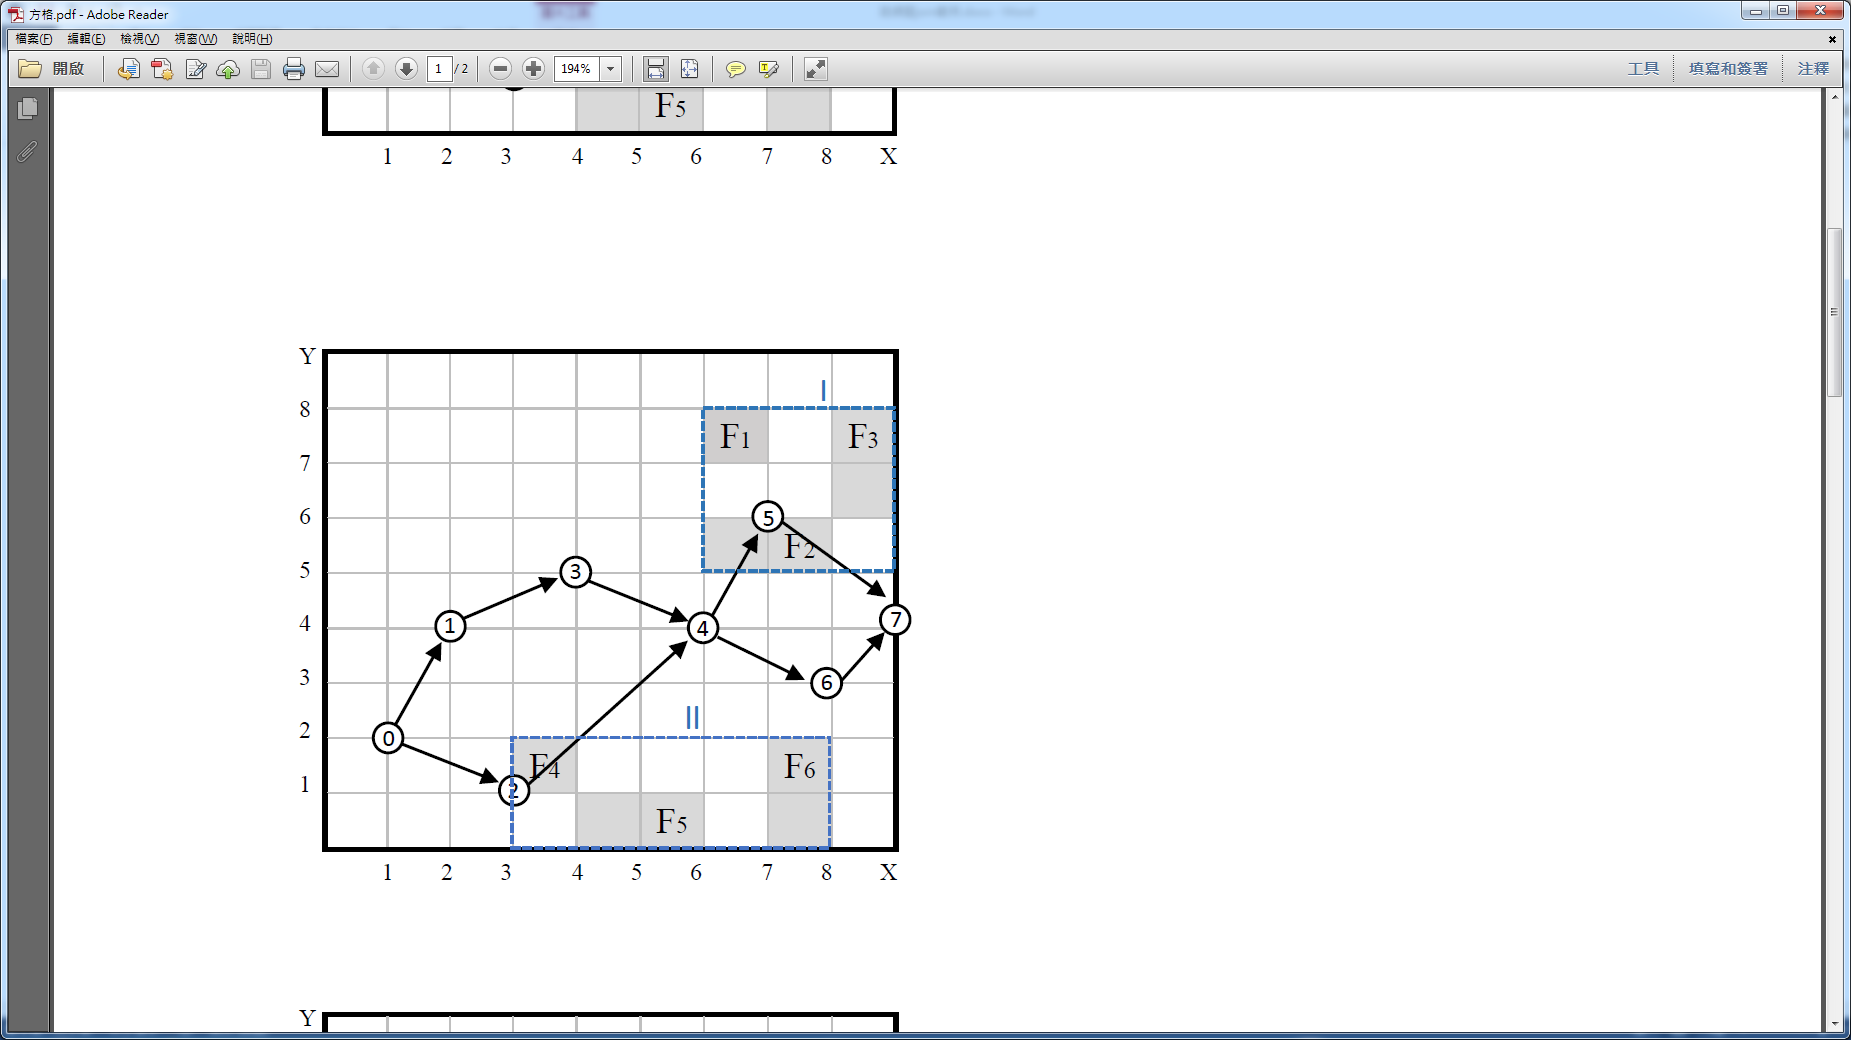 方格.pdf - Adobe Reader
檔案(F) 編輯(E) 檢視(V) 視窗(W) 說明(H)
開啟 1 / 2 194% 工具 填寫和簽署 注釋
F5
1 2 3 4 5 6 7 8 X
Y
I
8
F1 F3
7
6
5
F2
5
3
4
1
4
7
3
6
II
2
0
F4 F6
1
2
F5
1 2 3 4 5 6 7 8 X
Y